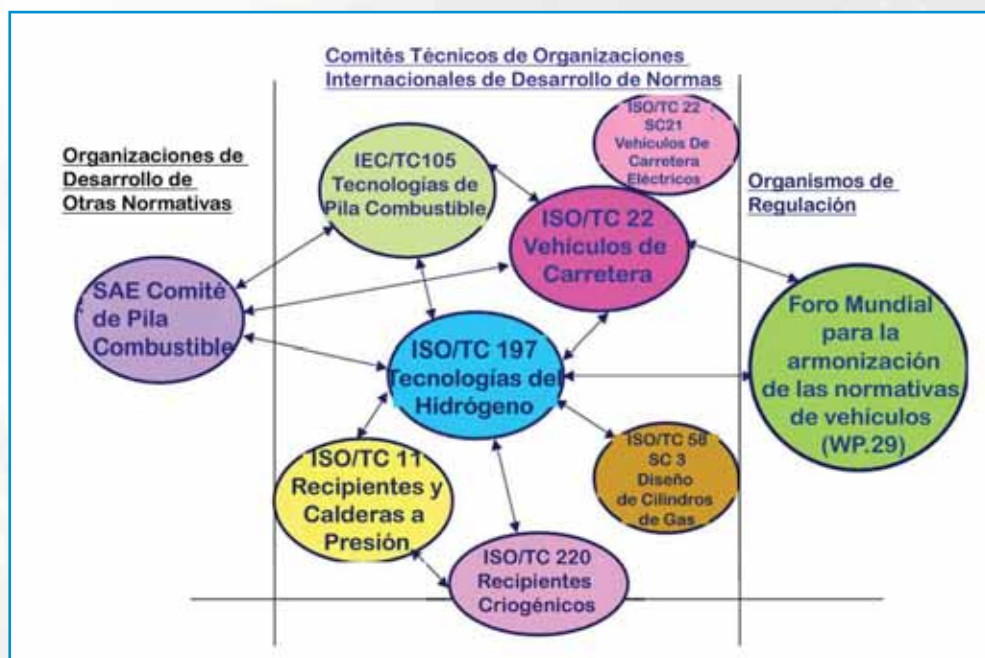 Comités Técnicos de Organizaciones
Internacionales de Desarrollo de Normas
Organizaciones de
Desarrollo de
Otras Normativas
Organismos de
Regulación
IEC/TC105
Tecnologías de
Pila Combustible
ISO/TC 22
SC21
Vehículos De
Carretera
Eléctricos
ISO/TC 22
Vehículos de
Carretera
SAE Comité
de Pila
Combustible
ISO/TC 197
Tecnologías del
Hidrógeno
Foro Mundial
para la
armonización
de las normativas
de vehículos
(WP.29)
ISO/TC 11
Recipientes y
Calderas a
Presión
ISO/TC 58
SC 3
Diseño
de Cilindros
de Gas
ISO/TC 220
Recipientes
Criogénicos